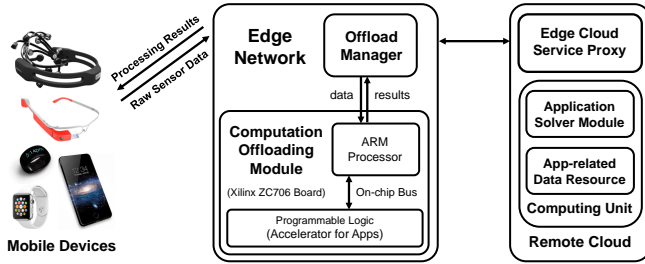 Processing Results
Raw Sensor Data
Mobile Devices
Edge
Network
Offload
Manager
data
results
Computation
Offloading
Module
(Xilinx ZC706 Board)
ARM
Processor
On-chip Bus
Programmable Logic
(Accelerator for Apps)
Edge Cloud
Service Proxy
Application
Solver Module
App-related
Data Resource
Computing Unit
Remote Cloud